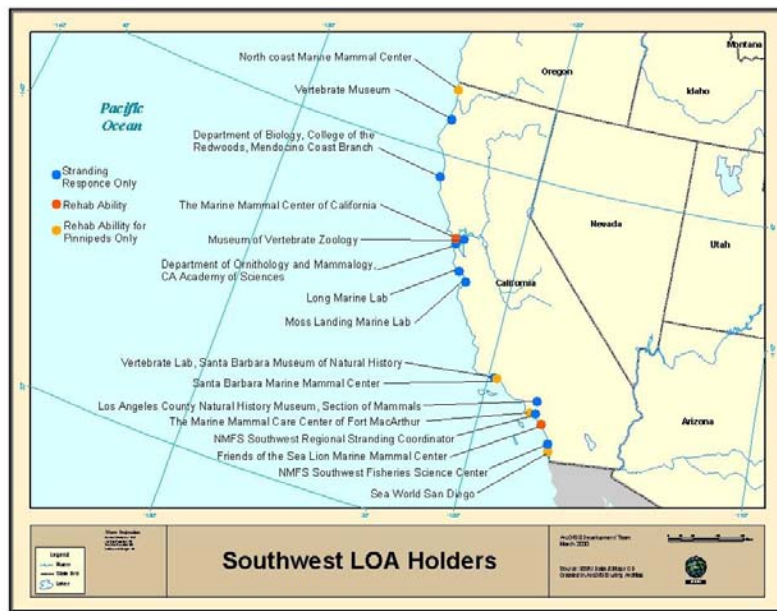 North coast Marine Mammal Center
Vertebrate Museum
Department of Biology, College of the
Redwoods, Mendocino Coast Branch
The Marine Mammal Center of California
Museum of Vertebrate Zoology
Department of Ornithology and Mammalogy,
CA Academy of Sciences
Long Marine Lab
Moss Landing Marine Lab
Vertebrate Lab, Santa Barbara Museum of Natural History
Santa Barbara Marine Mammal Center
Los Angeles County Natural History Museum, Section of Mammals
The Marine Mammal Care Center of Fort MacArthur
NMFS Southwest Regional Stranding Coordinator
Friends of the Sea Lion Marine Mammal Center
NMFS Southwest Fisheries Science Center
Sea World San Diego
Pacific
Ocean
Stranding
Responce Only
Rehab Ability
Rehab Abillity for
Pinnipeds Only
Oregon
Montana
Idaho
Nevada
Utah
California
Arizona
Legend
Southwest LOA Holders